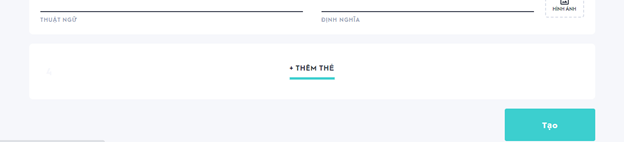 HÌNH ẢNH
THUẬT NGỮ
ĐỊNH NGHĨA
+ THÊM THẺ
Tạo